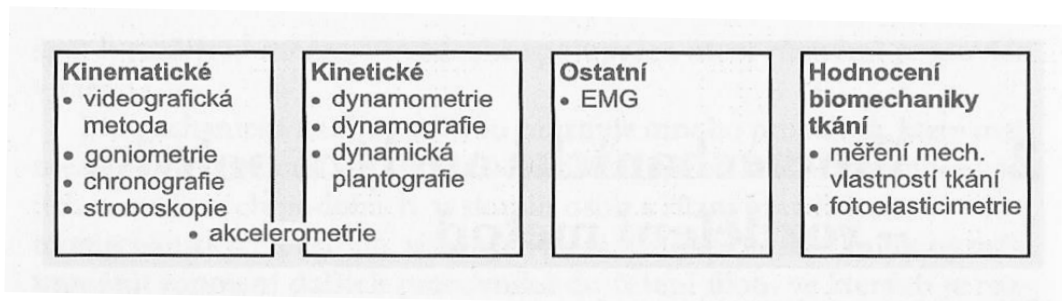 Kinematické
• videografická
metoda
• goniometrie
• chronografie
• stroboskopie
• akcelerometrie
Kinetické
• dynamometrie
• dynamografie
• dynamická
plantografie
Ostatní
• EMG
Hodnocení
biomechaniky
tkání
• měření mech.
vlastností tkání
• fotoelasticimetrie